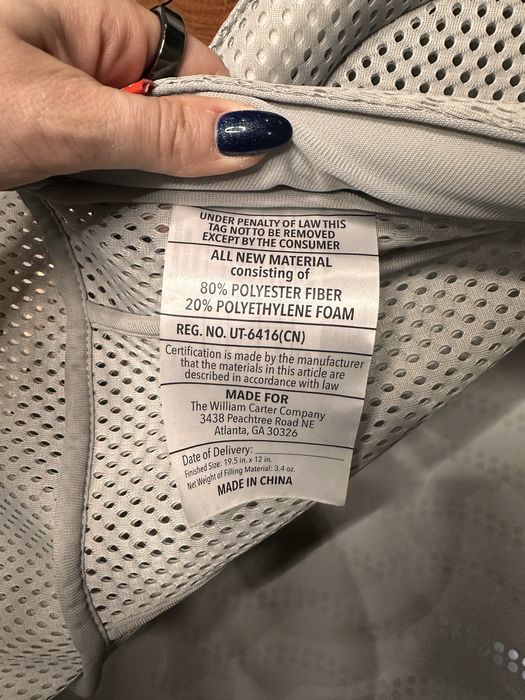 UNDER PENALTY OF LAW THIS
TAG NOT TO BE REMOVED
EXCEPT BY THE CONSUMER
ALL NEW MATERIAL
consisting of
80% POLYESTER FIBER
20% POLYETHYLENE FOAM
REG. NO. UT-6416(CN)
Certification is made by the manufacturer
that the materials in this article are
described in accordance with law
MADE FOR
The William Carter Company
3438 Peachtree Road NE
Atlanta, GA 30326
Date of Delivery:
Finished Size: 19.5 in. x 12 in.
Net Weight of Filling Material: 3.4 oz.
MADE IN CHINA